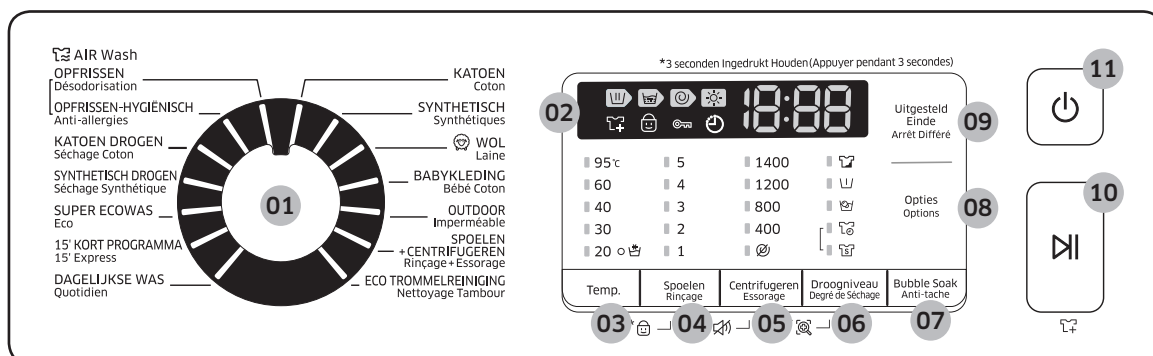 AIR Wash
OPFRISSEN
Désodorisation
OPFRISSEN-HYGIËNISCH
Anti-allergies
KATOEN DROGEN
Séchage Coton
SYNTHETISCH DROGEN
Séchage Synthétique
SUPER ECOWAS
Eco
15' KORT PROGRAMMA
15' Express
DAGELIJKSE WAS
Quotidien
01
KATOEN
Coton
SYNTHETISCH
Synthétiques
WOL
Laine
BABYKLEDING
Bébé Coton
OUTDOOR
Imperméable
SPOELEN
+CENTRIFUGEREN
Rinçage+Essorage
ECO TROMMELREINIGING
Nettoyage Tambour
*3 seconden Ingedrukt Houden(Appuyer pendant 3 secondes)
02
18:88
95℃ 5 1400
60 4 1200
40 3 800
30 2 400
20 1
Temp.
Spoelen
Rinçage
Centrifugeren
Essorage
Droogniveau
Degré de Séchage
Bubble Soak
Anti-tache
03 04 05 06 07
Uitgesteld
Einde
Arrêt Différé
09
Opties
Options
08
11
10